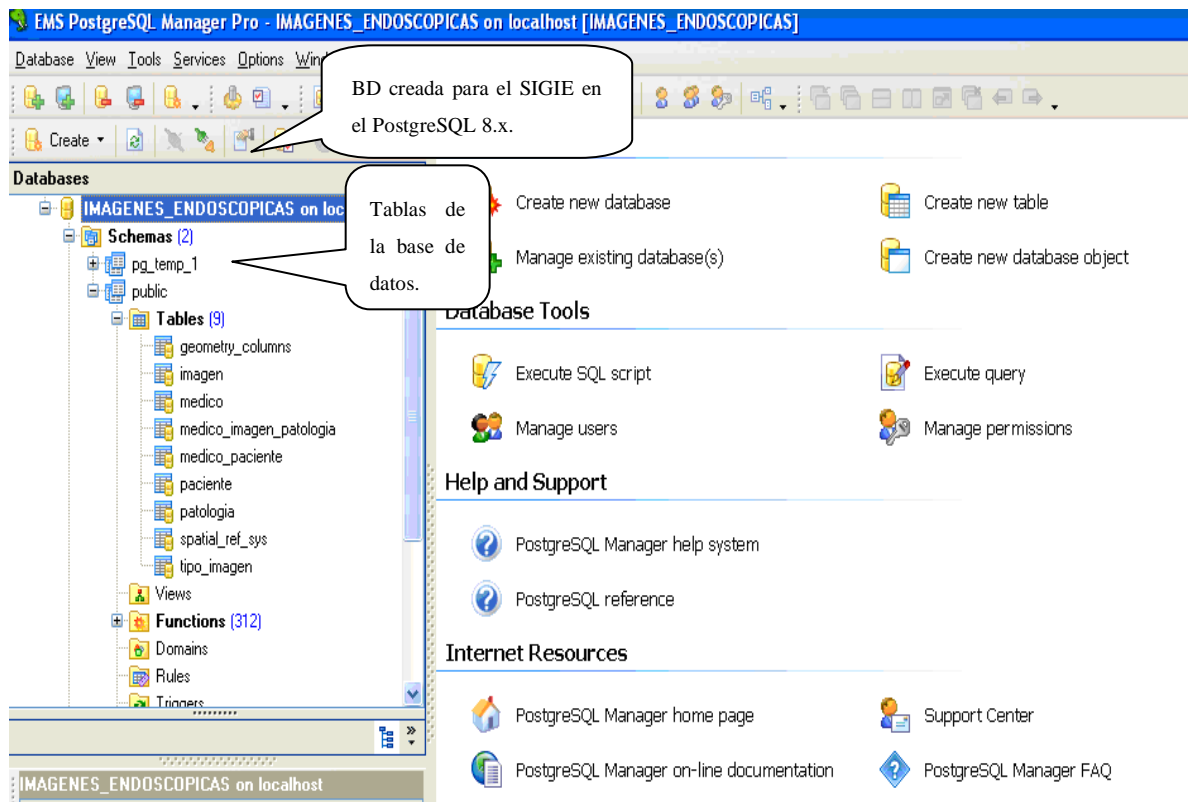 EMS PostgreSQL Manager Pro - IMAGENES_ENDOSCOPICAS on localhost [IMAGENES_ENDOSCOPICAS]
Database View Tools Services Options
BD creada para el SIGIE en
el PostgreSQL 8.x.
Create
Databases
IMAGENES_ENDOSCOPICAS on loc
Schemas (2)
pg_temp_1
public
Tables (9)
geometry_columns
imagen
medico
medico_imagen_patologia
medico_paciente
paciente
patologia
spatial_ref_sys
tipo_imagen
Views
Functions (312)
Domains
Rules
Triggers
Tablas de
la base de
datos.
Create new database
Create new table
Manage existing database(s)
Create new database object
Database Tools
Execute SQL script
Execute query
Manage users
Manage permissions
Help and Support
PostgreSQL Manager help system
PostgreSQL reference
Internet Resources
PostgreSQL Manager home page
Support Center
PostgreSQL Manager on-line documentation
PostgreSQL Manager FAQ
IMAGENES_ENDOSCOPICAS on localhost